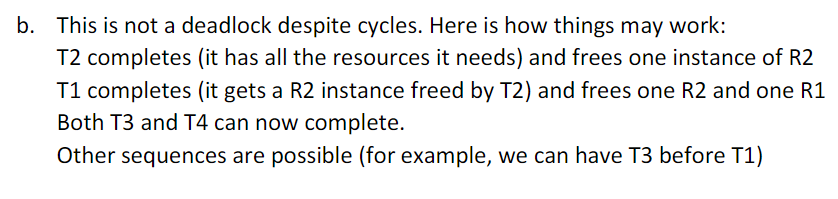 b. This is not a deadlock despite cycles. Here is how things may work:
T2 completes (it has all the resources it needs) and frees one instance of R2
T1 completes (it gets a R2 instance freed by T2) and frees one R2 and one R1
Both T3 and T4 can now complete.
Other sequences are possible (for example, we can have T3 before T1)